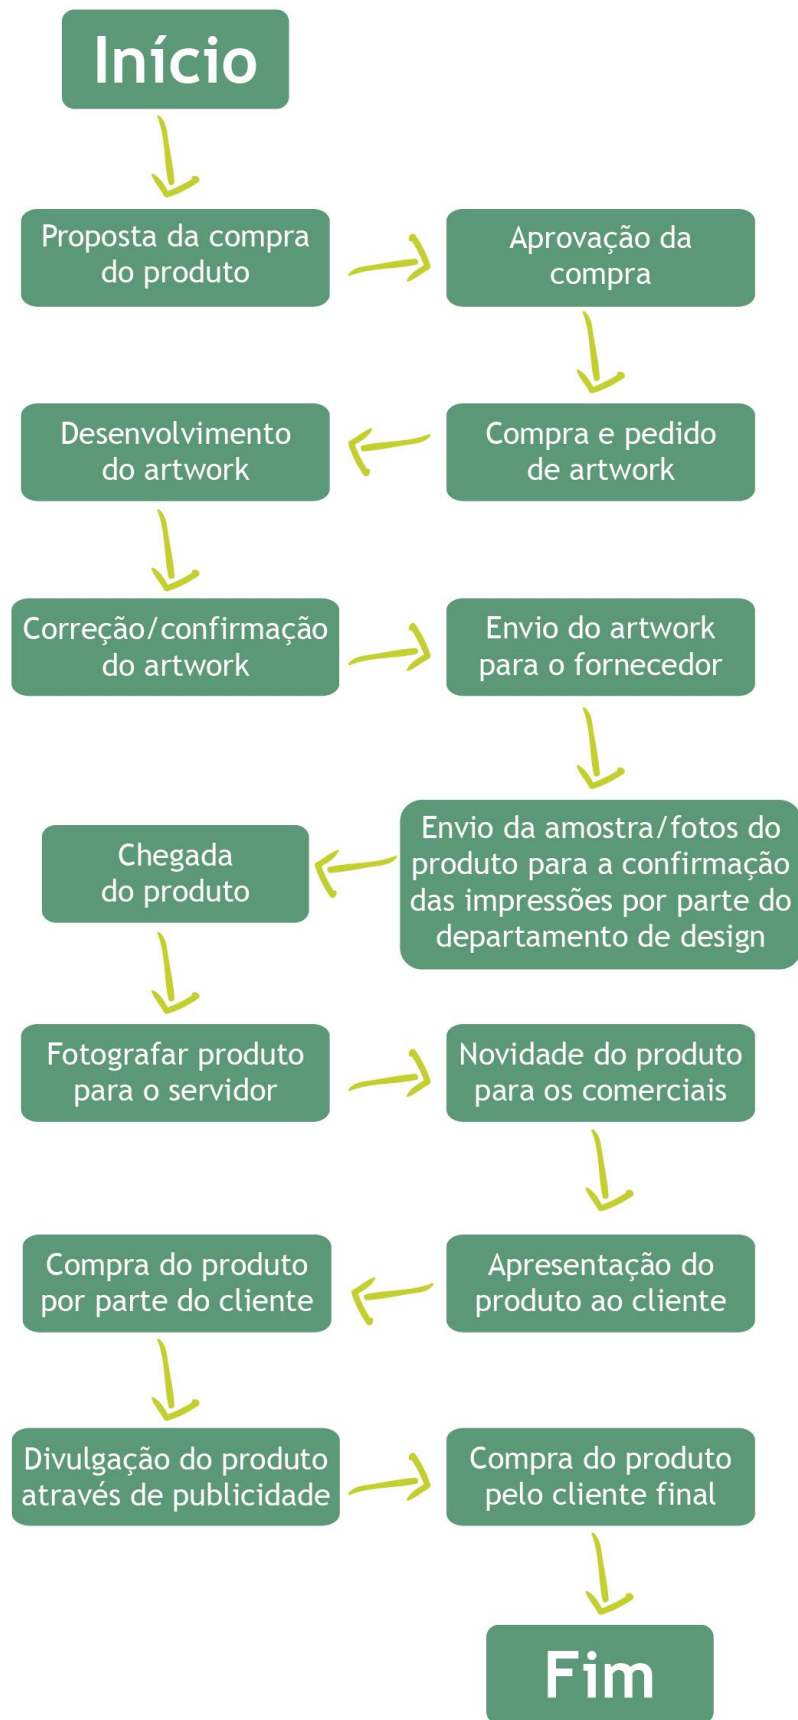 Início
Proposta da compra
do produto
Aprovação da
compra
Compra e pedido
de artwork
Desenvolvimento
do artwork
Correção/confirmação
do artwork
Envio do artwork
para o fornecedor
Envio da amostra/fotos do
produto para a confirmação
das impressões por parte do
departamento de design
Chegada
do produto
Fotografar produto
para o servidor
Novidade do produto
para os comerciais
Apresentação do
produto ao cliente
Compra do produto
por parte do cliente
Divulgação do produto
através de publicidade
Compra do produto
pelo cliente final
Fim